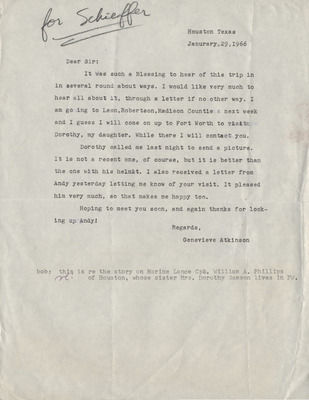 for Schieffer
Houston Texas
Janurary,29,1966
Dear Sir:
It was such a Blessing to hear of this trip in
in several round about ways. I would like very much to
hear all about it, through a letter if no other way. I
am going to Leon,Robertson,Madison Countie s next week
and I guess I will come on up to Fort Worth to visit
Dorothy, my daughter. While there I will contact you.
Dorothy called me last night to send a picture.
It is not a recent one, of course, but it is better than
the one with his helmit. I also received a letter from
Andy yesterday letting me know of your visit. It pleased
him very much, so that makes me happy too.
Hoping to meet you soon, and again thanks for look-
ing up Andy!
Regards,
Genevieve Atkinson
bob: this is re the story on Marine Lance Cpl. William A. Phillips
of Houston, whose sister Mrs. Dorothy lives in FW.